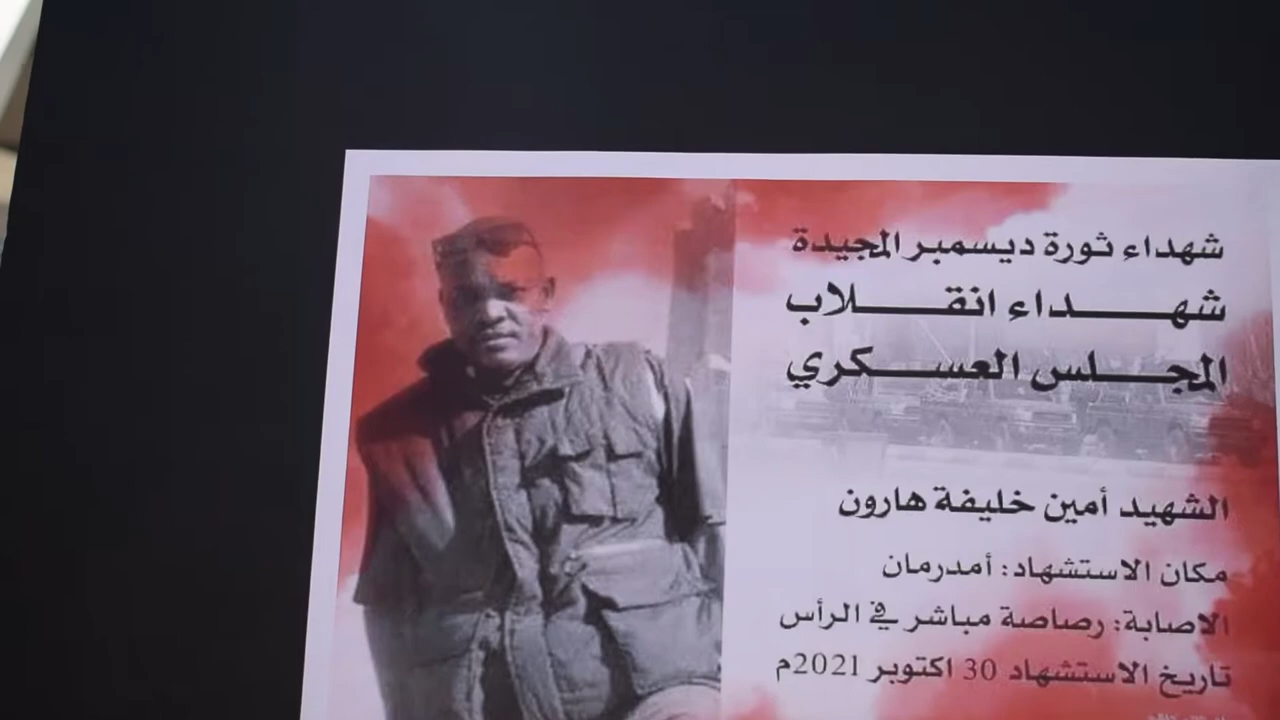 شهداء ثورة ديسمبر المجيدة
شهداء انقلاب
المجلس العسكري
الشهيد أمين خليفة هارون
مكان الاستشهاد: أمدرمان
الاصابة: رصاصة مباشر في الرأس
تاريخ الاستشهاد 30 اكتوبر 2021م